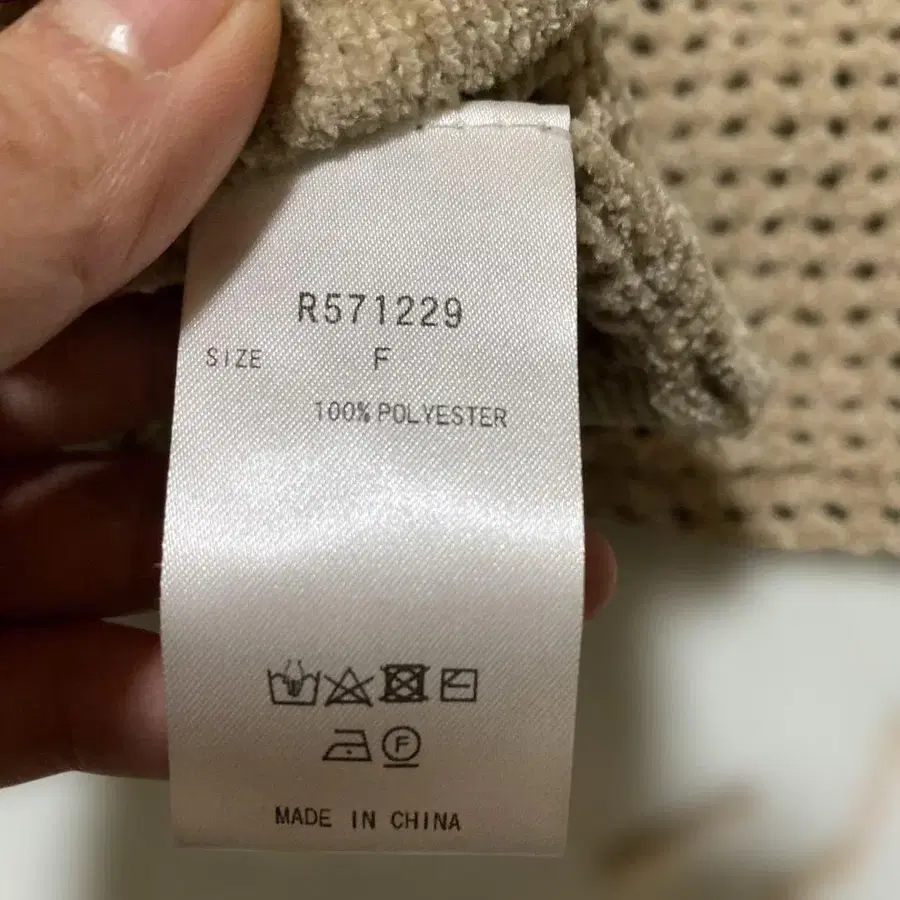 R571229
SIZE F
100% POLYESTER
F
MADE IN CHINA